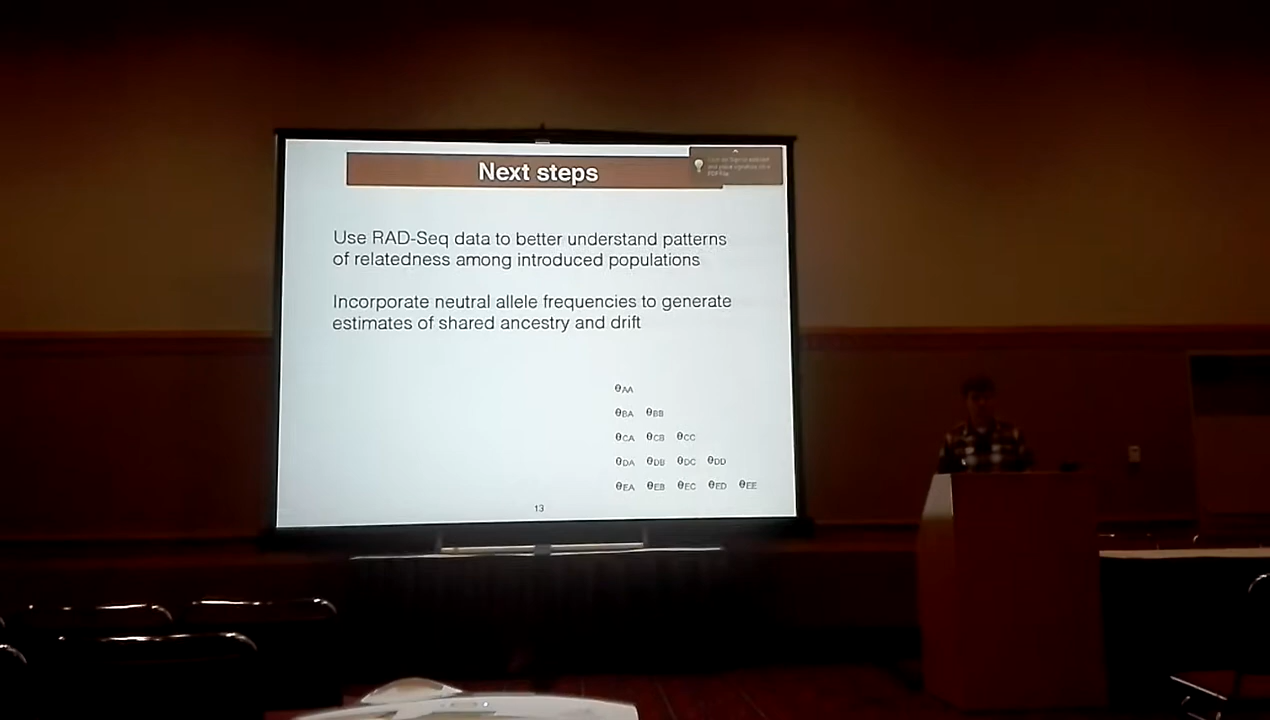 Next steps
Use RAD-Seq data to better understand patterns
of relatedness among introduced populations
Incorporate neutral allele frequencies to generate
estimates of shared ancestry and drift
θAA
θBA θBB
θCA θCB θCC
θDA θDB θDC θDD
θEA θEB θEC θED θEE
13